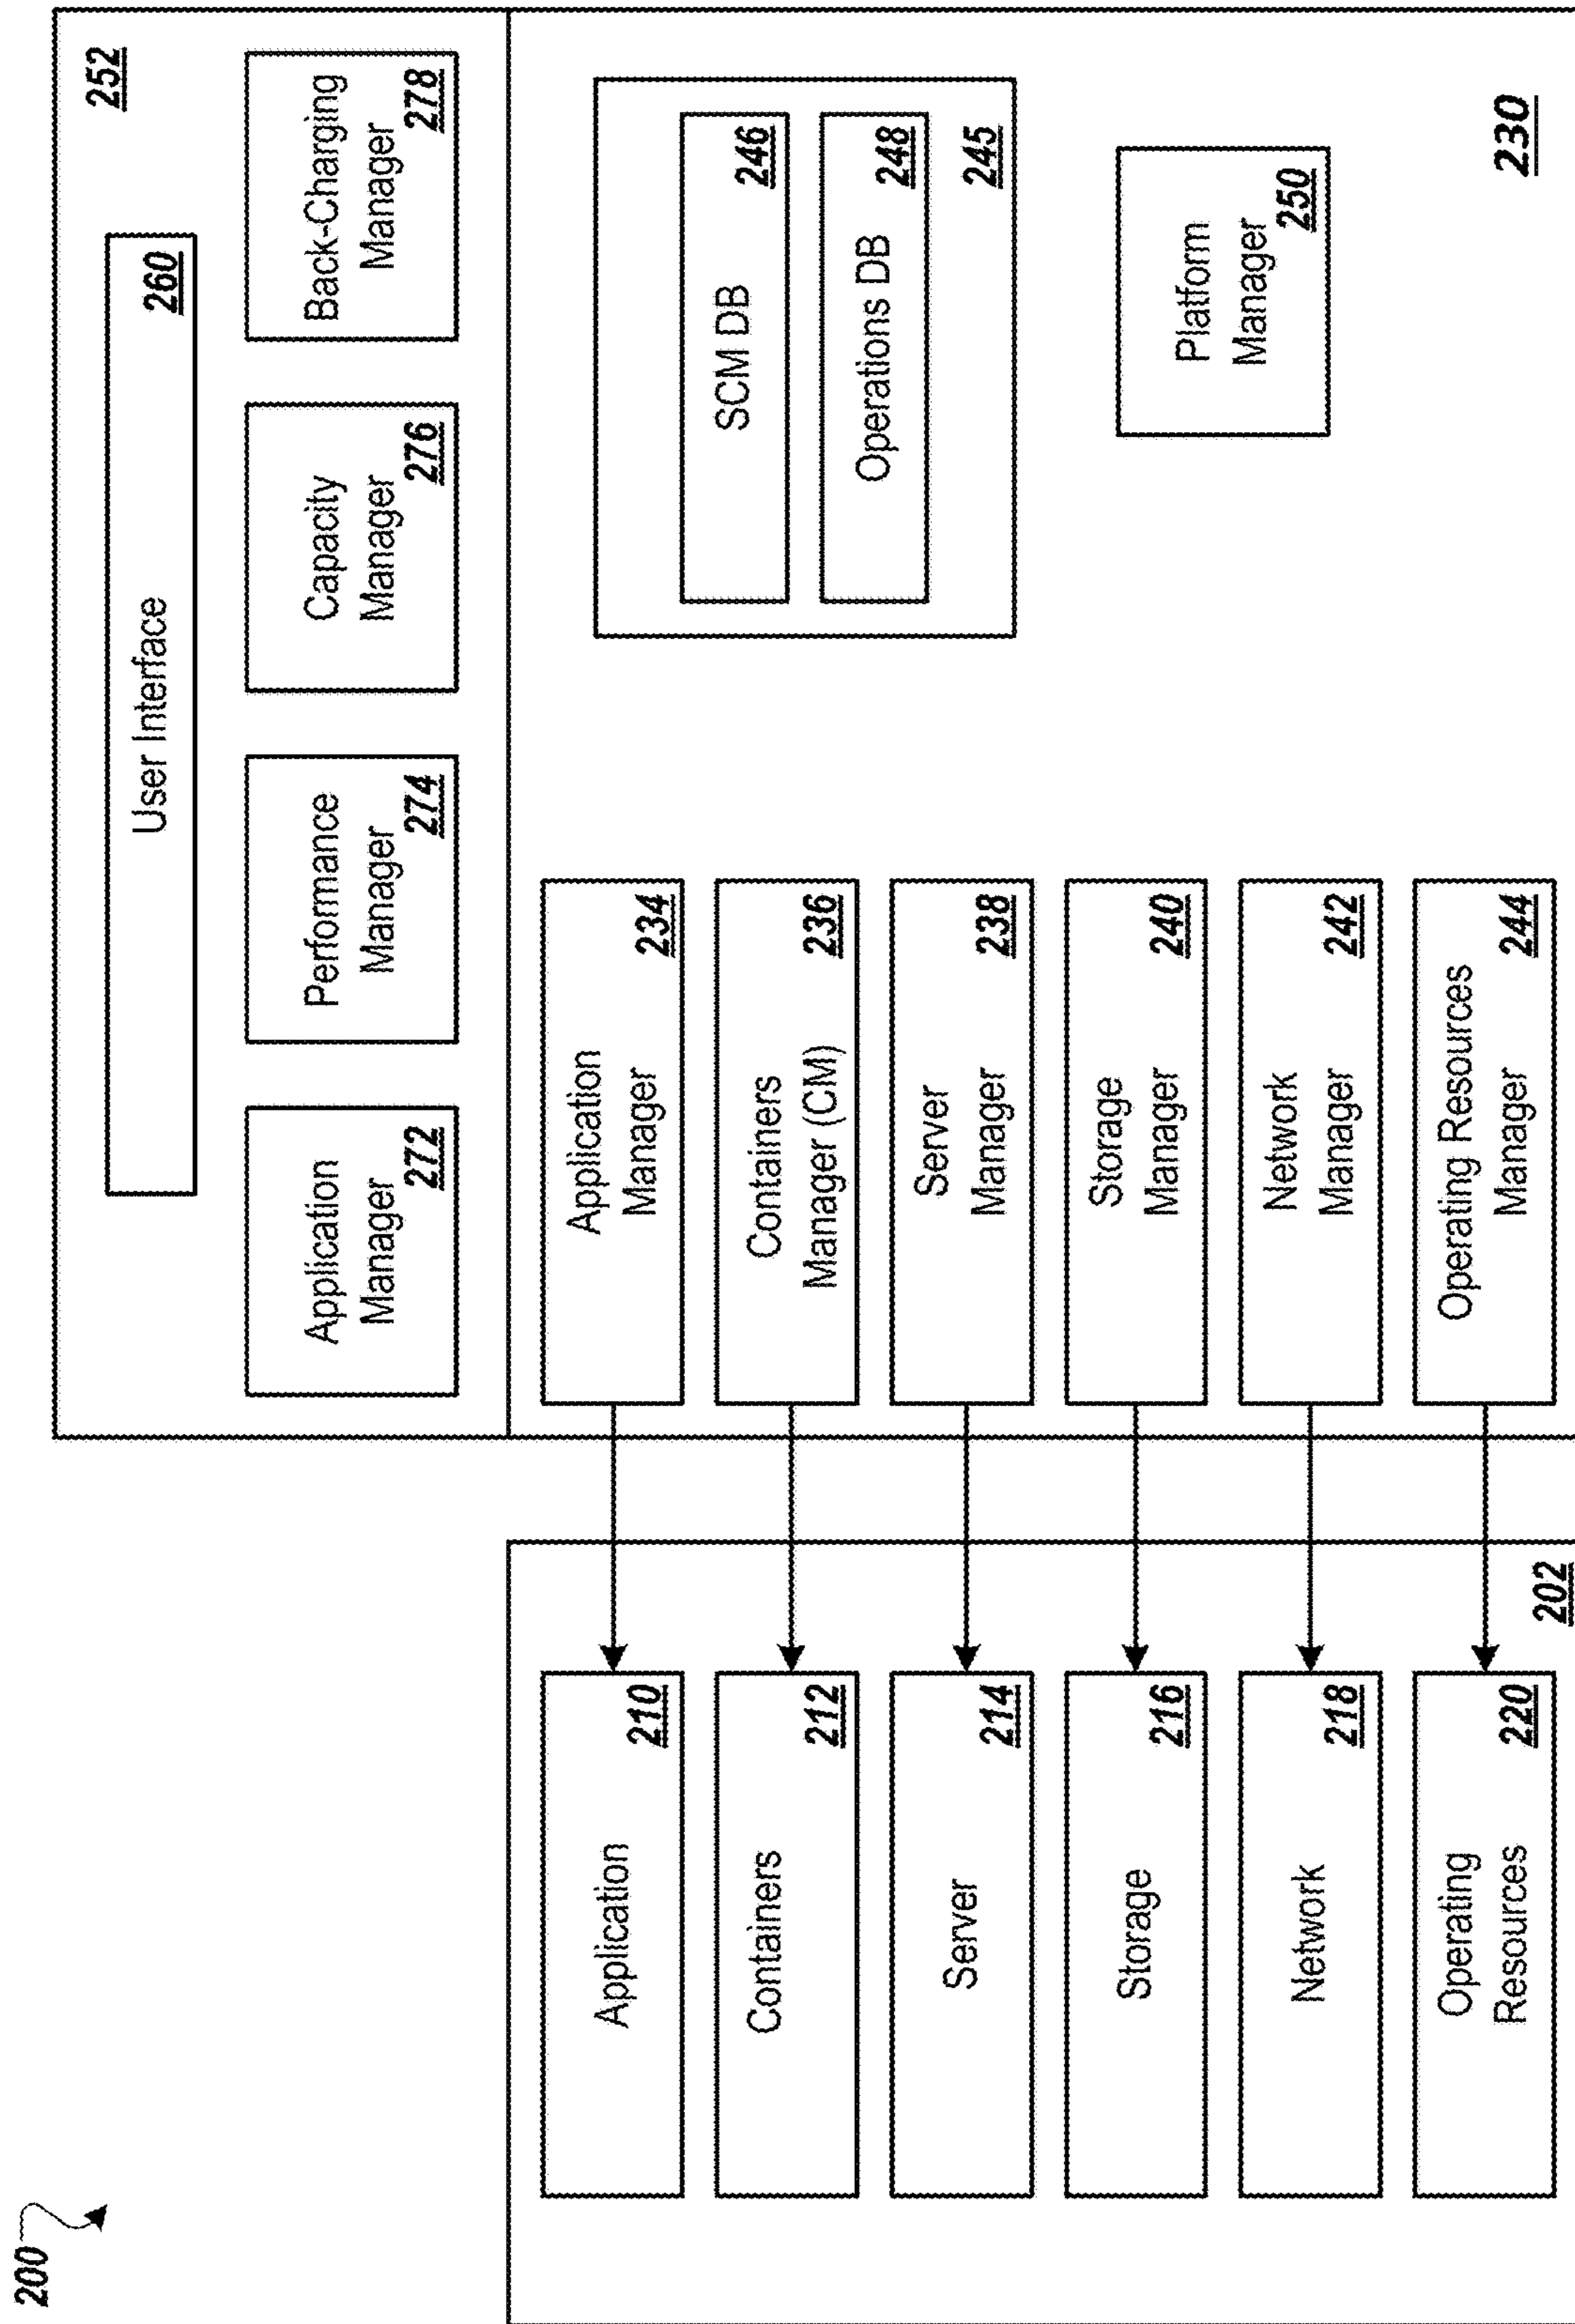 200
252
User Interface
260
Application
Manager
272
Performance
Manager
274
Capacity
Manager
276
Back-Charging
Manager
278
Application
210
Containers
212
Server
214
Storage
216
Network
218
Operating
Resources
220
202
Application
Manager
234
Containers
Manager (CM)
236
Server
Manager
238
Storage
Manager
240
Network
Manager
242
Operating Resources
Manager
244
SCM DB
246
Operations DB
248
245
Platform
Manager
250
230